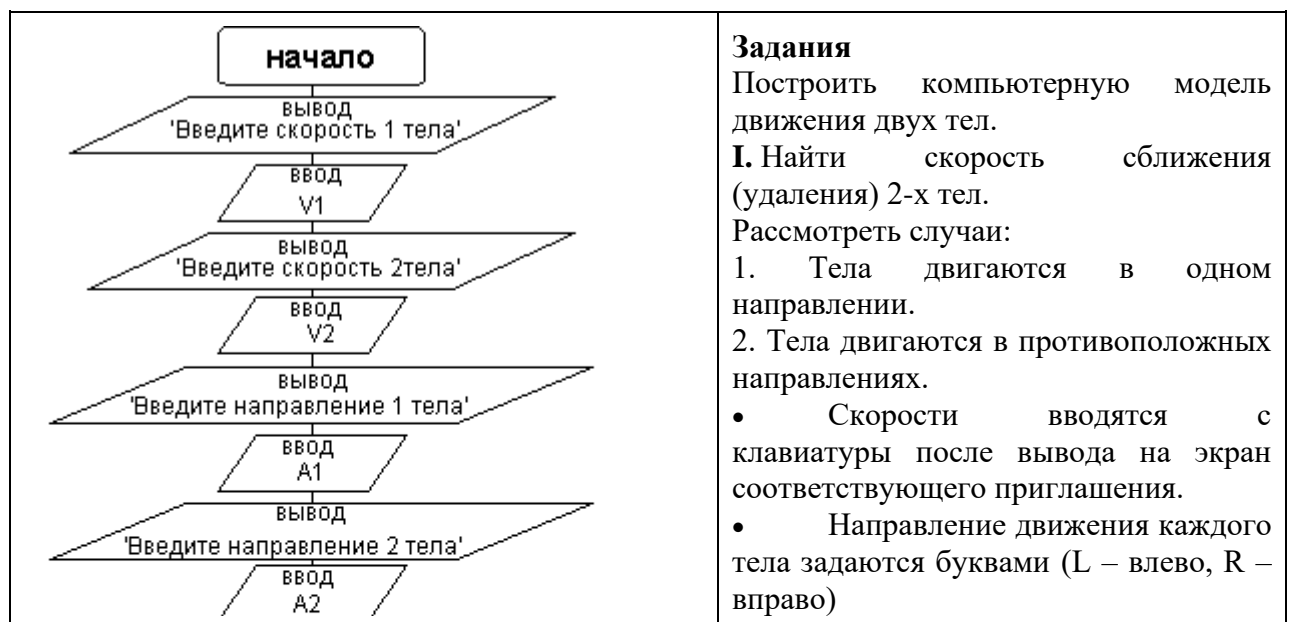 начало
вывод
'Введите скорость 1 тела'
ввод
V1
вывод
'Введите скорость 2тела'
ввод
V2
вывод
'Введите направление 1 тела'
ввод
A1
вывод
'Введите направление 2 тела'
ввод
A2
Задания
Построить компьютерную модель
движения двух тел.
I. Найти скорость сближения
(удаления) 2-х тел.
Рассмотреть случаи:
1. Тела двигаются в одном
направлении.
2. Тела двигаются в противоположных
направлениях.
• Скорости вводятся с
клавиатуры после вывода на экран
соответствующего приглашения.
• Направление движения каждого
тела задаются буквами (L – влево, R –
вправо)